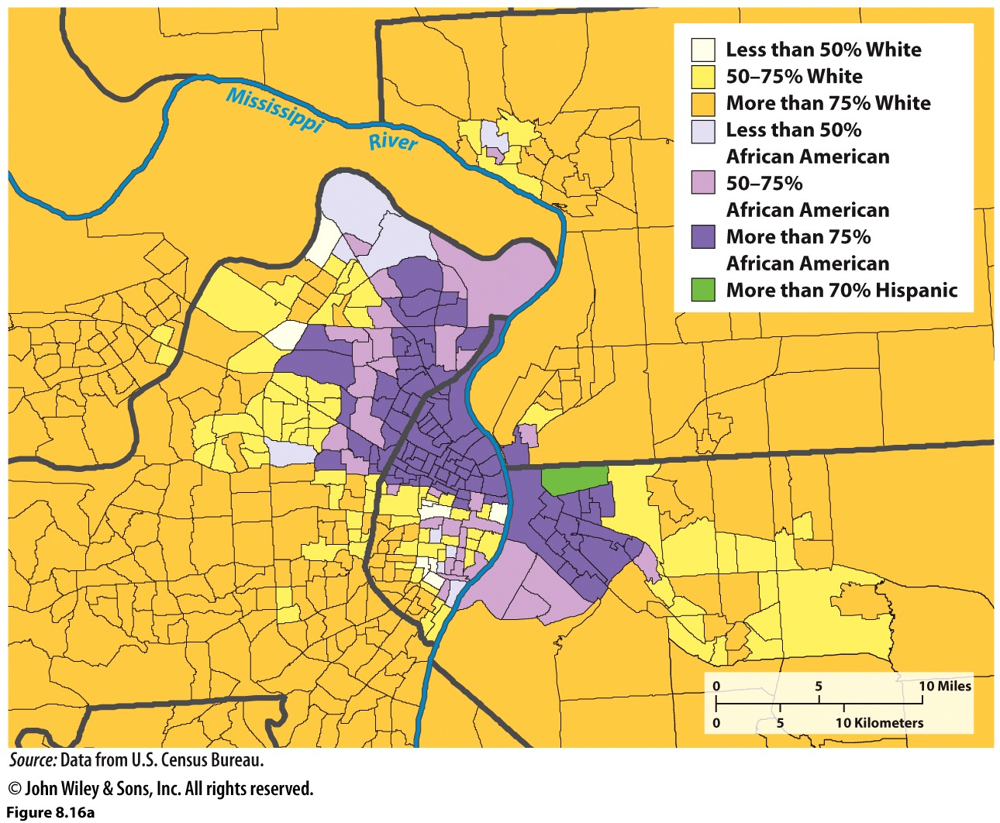 Mississippi
River
Less than 50% White
50–75% White
More than 75% White
Less than 50%
African American
50–75%
African American
More than 75%
African American
More than 70% Hispanic
0 5 10 Miles
0 5 10 Kilometers
Source: Data from U.S. Census Bureau.
© John Wiley & Sons, Inc. All rights reserved.
Figure 8.16a